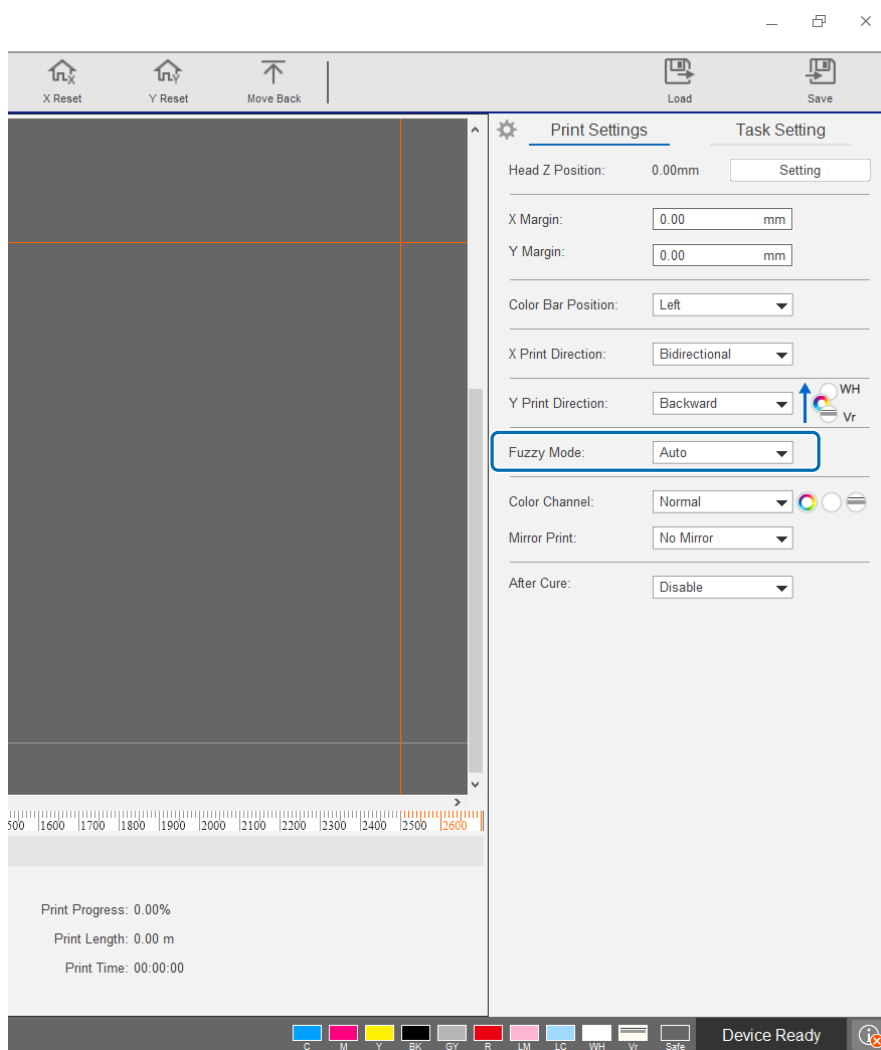 X Reset Y Reset Move Back Load Save
Print Settings Task Setting
Head Z Position: 0.00mm Setting
X Margin: 0.00 mm
Y Margin: 0.00 mm
Color Bar Position: Left
X Print Direction: Bidirectional
WH
Y Print Direction: Backward
Vr
Fuzzy Mode: Auto
Color Channel: Normal
Mirror Print: No Mirror
After Cure: Disable
500 1600 1700 1800 1900 2000 2100 2200 2300 2400 2500 2600
Print Progress: 0.00%
Print Length: 0.00 m
Print Time: 00:00:00
C M Y BK GY R LM LC WH Vr Safe Device Ready